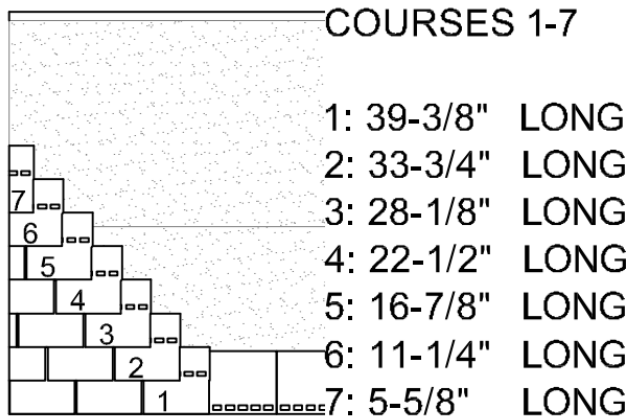 COURSES 1-7
1: 39-3/8" LONG
2: 33-3/4" LONG
3: 28-1/8" LONG
4: 22-1/2" LONG
5: 16-7/8" LONG
6: 11-1/4" LONG
7: 5-5/8" LONG
7
6
5
4
3
2
1